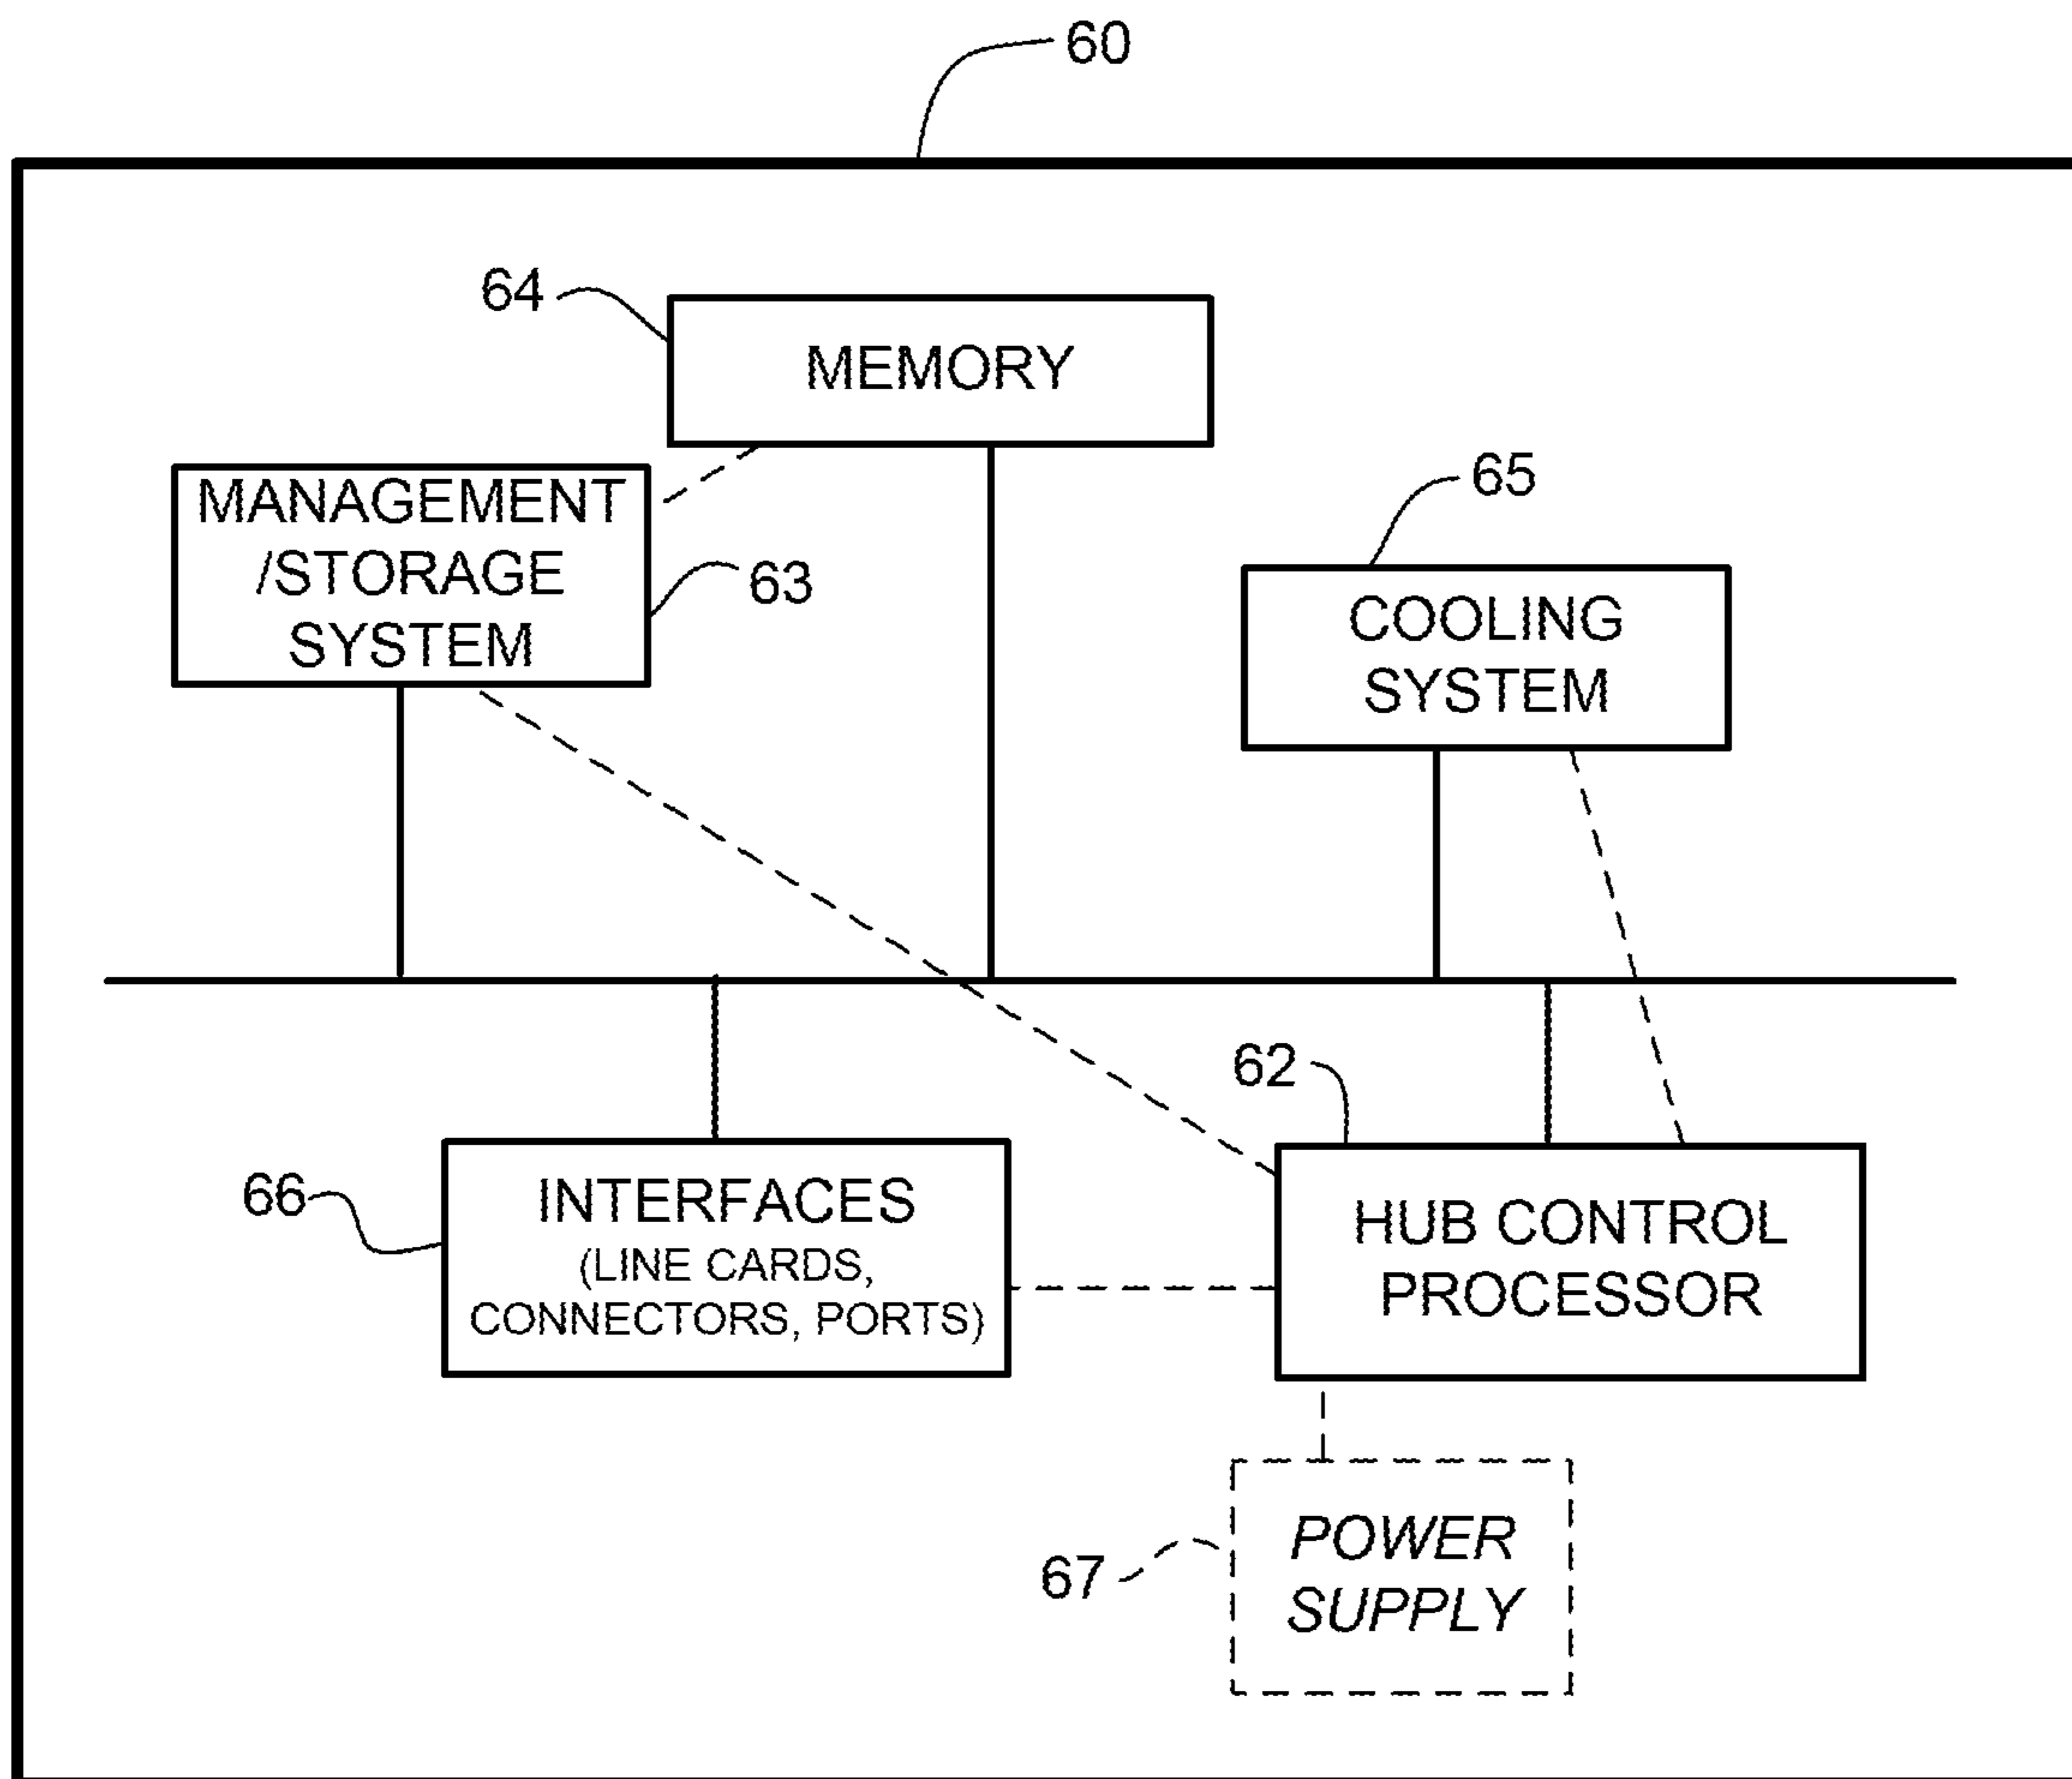 60
64
MEMORY
65
MANAGEMENT
/STORAGE
SYSTEM
63
COOLING
SYSTEM
62
66
INTERFACES
(LINE CARDS,
CONNECTORS, PORTS)
HUB CONTROL
PROCESSOR
67
POWER
SUPPLY